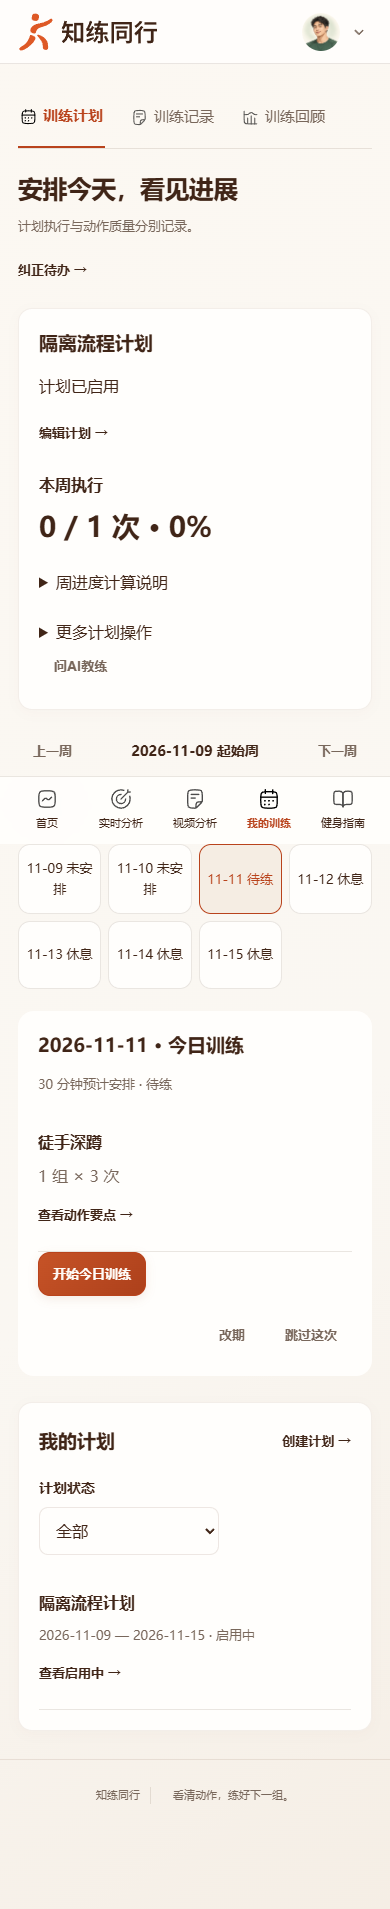 知练同行
训练计划 训练记录 训练回顾
安排今天，看见进展
计划执行与动作质量分别记录。
纠正待办 →
隔离流程计划
计划已启用
编辑计划 →
本周执行
0 / 1 次 • 0%
▶ 周进度计算说明
▶ 更多计划操作
问AI教练
上一周 2026-11-09 起始周 下一周
首页 实时分析 视频分析 我的训练 健身指南
11-09 未安排 11-10 未安排 11-11 待练 11-12 休息
11-13 休息 11-14 休息 11-15 休息
2026-11-11 • 今日训练
30 分钟预计安排 · 待练
徒手深蹲
1 组 × 3 次
查看动作要点 →
开始今日训练
改期 跳过这次
我的计划 创建计划 →
计划状态
全部
隔离流程计划
2026-11-09 — 2026-11-15 · 启用中
查看启用中 →
知练同行 看清动作，练好下一组。